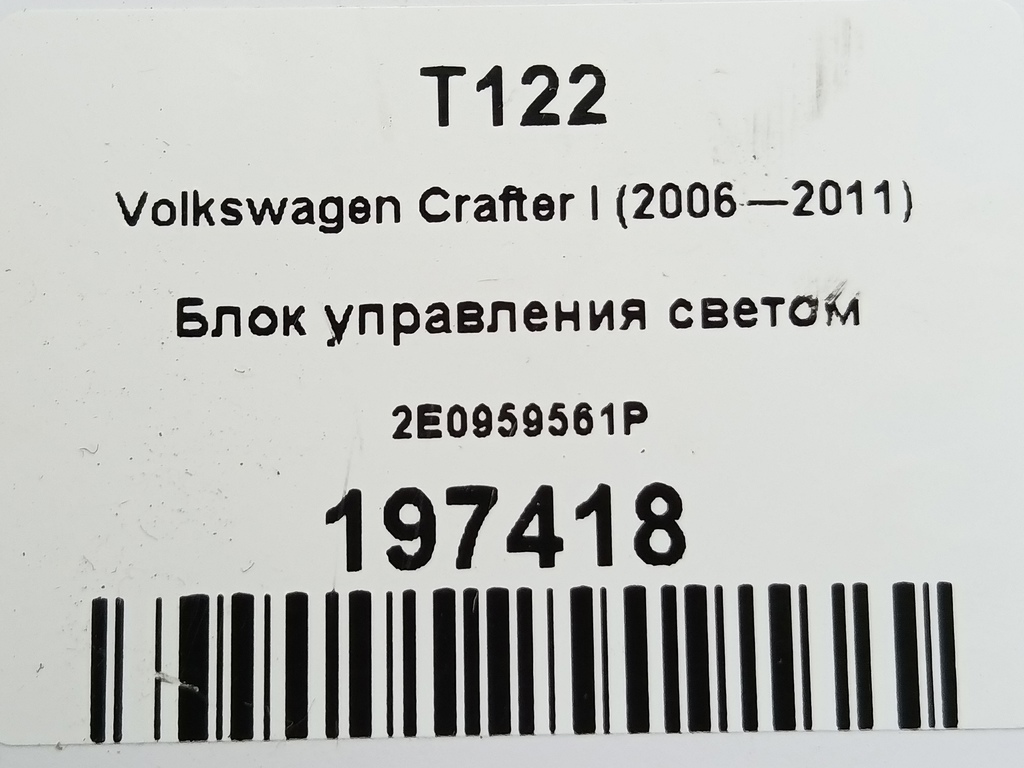 T122
Volkswagen Crafter I (2006—2011)
Блок управления светом
2E0959561P
197418